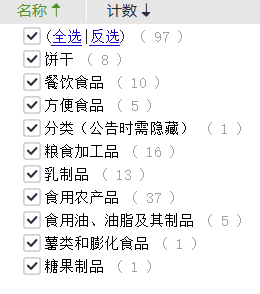 名称↑ 计数↓
(全选|反选) ( 97 )
饼干 ( 8 )
餐饮食品 ( 10 )
方便食品 ( 5 )
分类（公告时需隐藏） ( 1 )
粮食加工品 ( 16 )
乳制品 ( 13 )
食用农产品 ( 37 )
食用油、油脂及其制品 ( 5 )
薯类和膨化食品 ( 1 )
糖果制品 ( 1 )